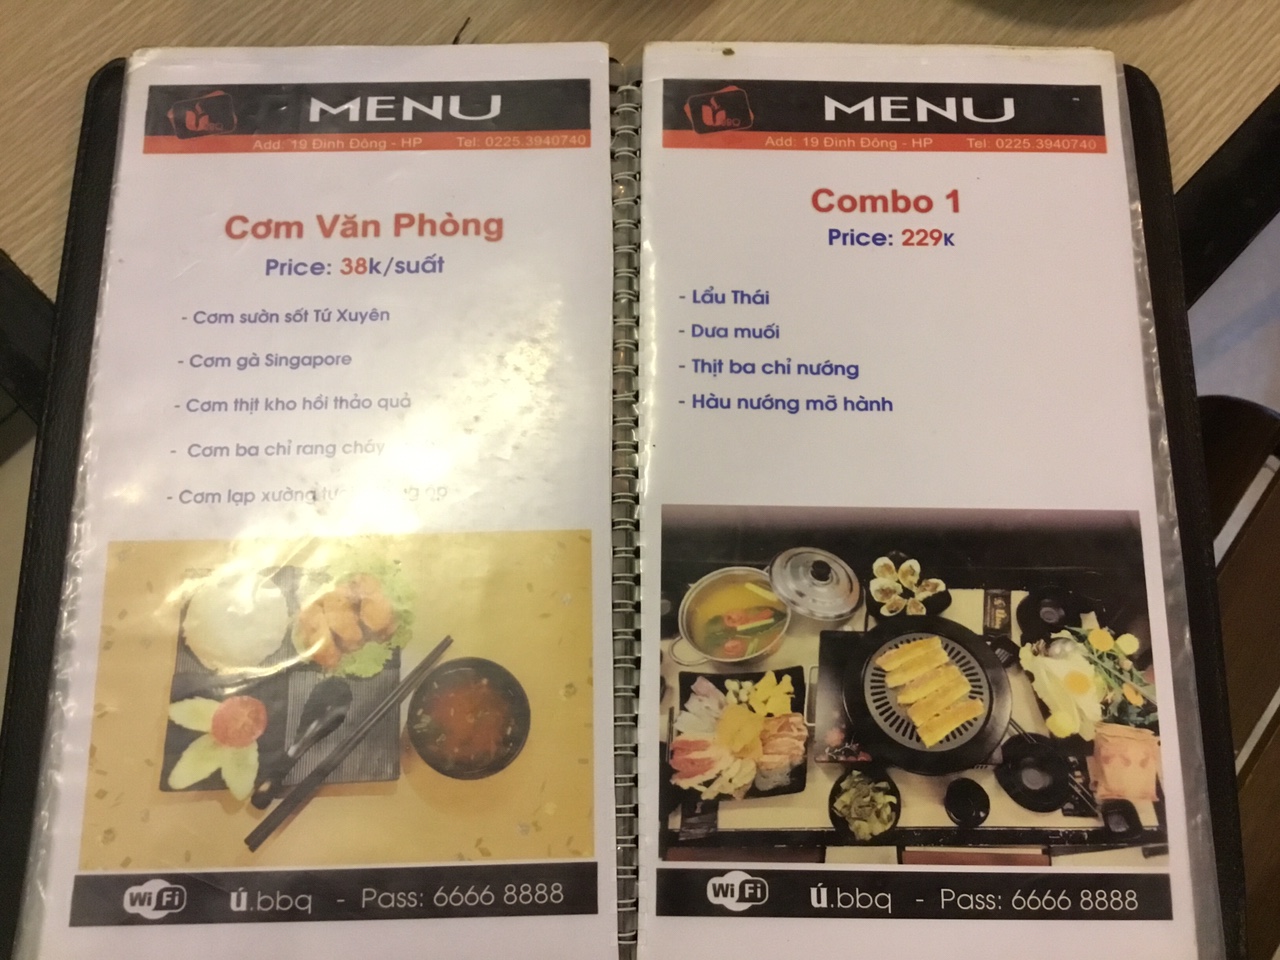 MENU
Add: 19 Đinh Đông - HP Tel: 0225.3940740
Cơm Văn Phòng
Price: 38k/suất
- Cơm sườn sốt Tứ Xuyên
- Cơm gà Singapore
- Cơm thịt kho hồi thảo quả
- Cơm ba chỉ rang cháy
- Cơm lạp xưởng
WiFi ú.bbq - Pass: 6666 8888
MENU
Add: 19 Đinh Đông - HP Tel: 0225.3940740
Combo 1
Price: 229K
- Lẩu Thái
- Dưa muối
- Thịt ba chỉ nướng
- Hàu nướng mỡ hành
WiFi ú.bbq - Pass: 6666 8888